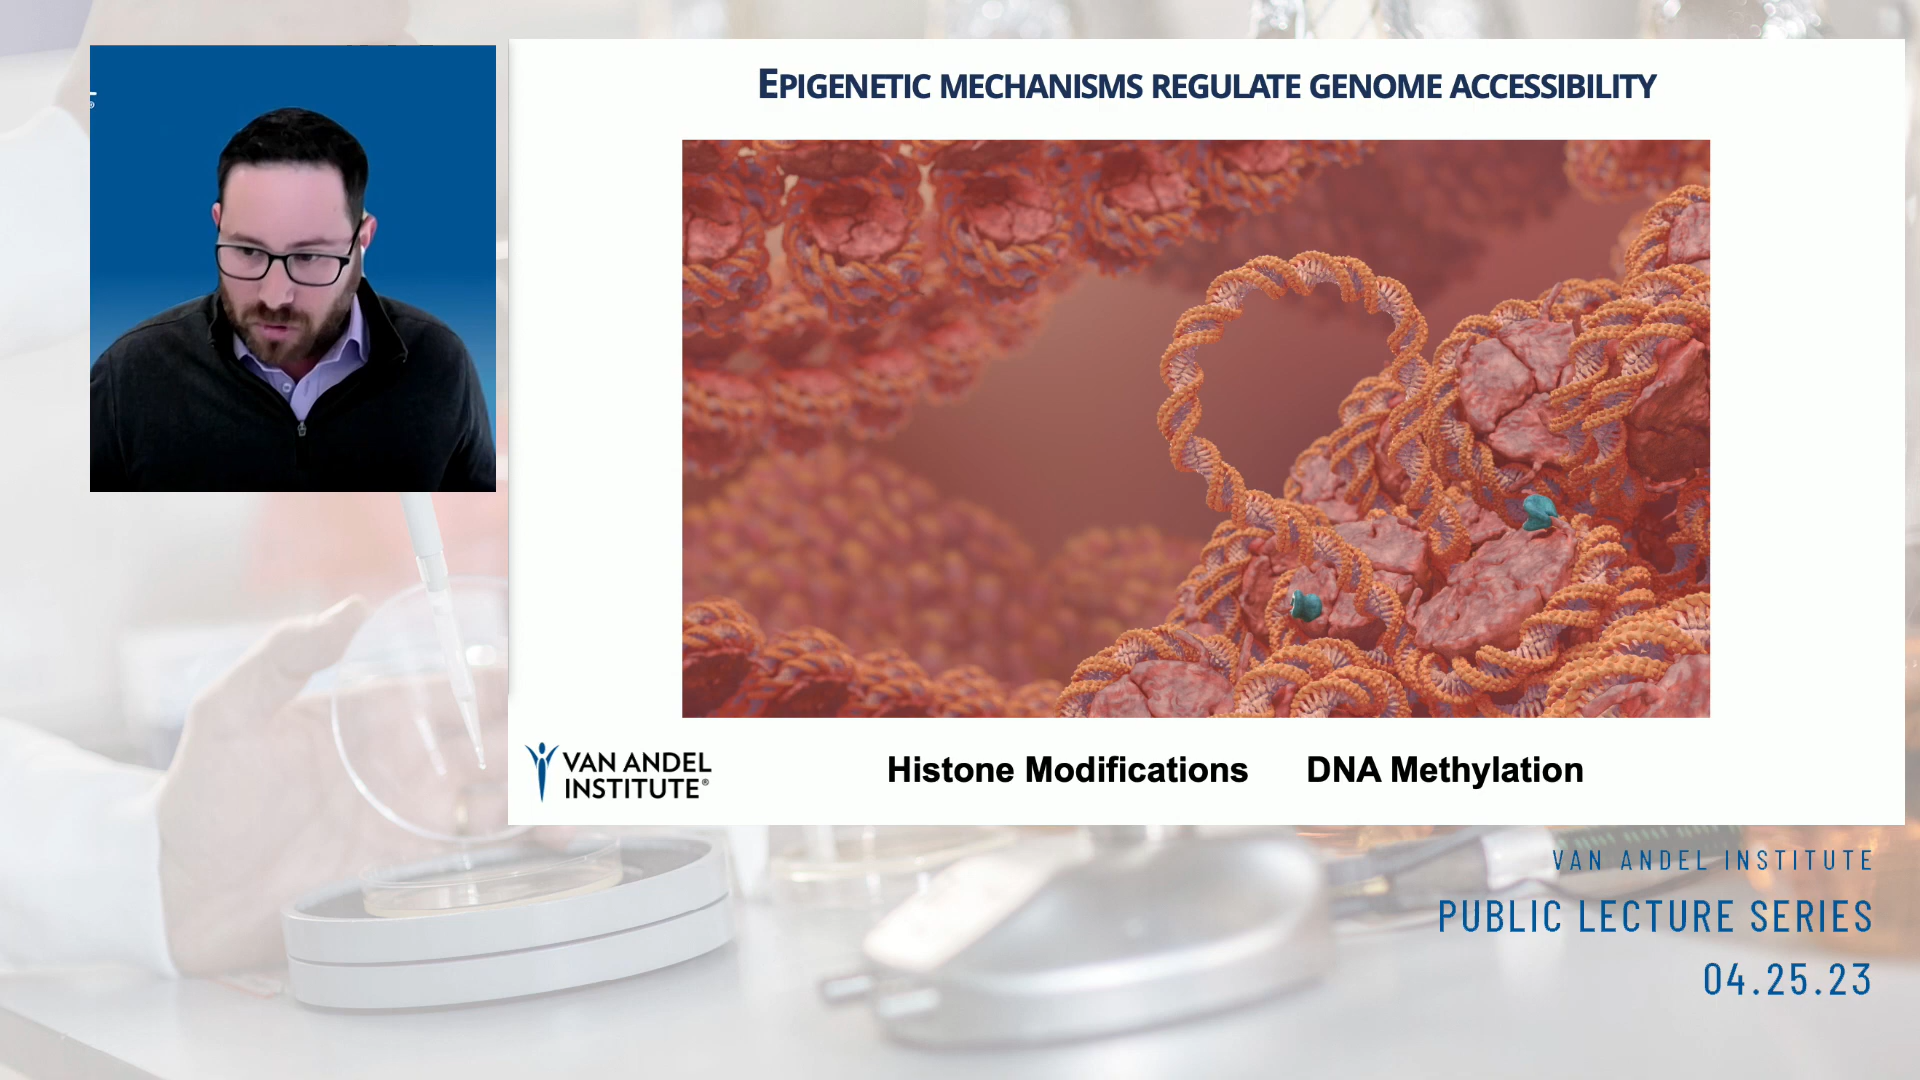 EPIGENETIC MECHANISMS REGULATE GENOME ACCESSIBILITY
VAN ANDEL
INSTITUTE®
Histone Modifications DNA Methylation
VAN ANDEL INSTITUTE
PUBLIC LECTURE SERIES
04.25.23